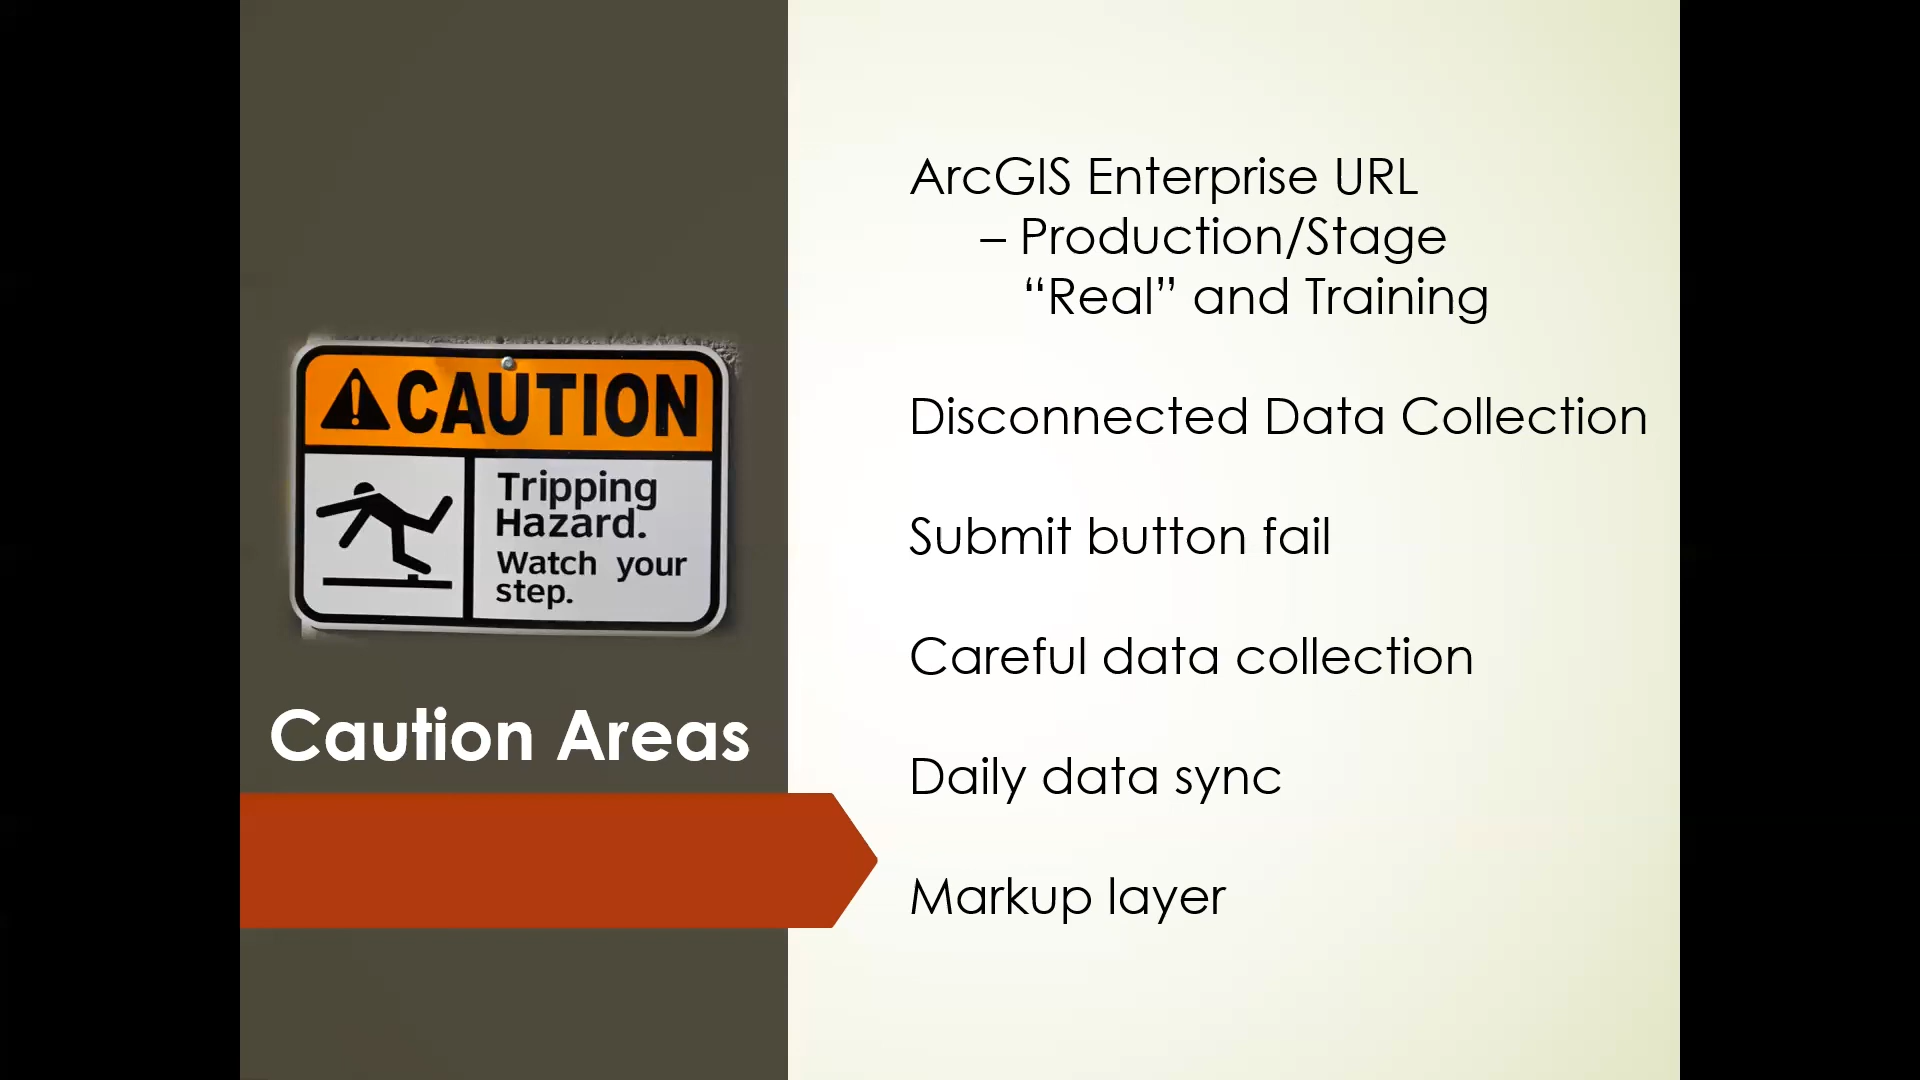 CAUTION
Tripping
Hazard.
Watch your
step.
Caution Areas
ArcGIS Enterprise URL
– Production/Stage
“Real” and Training
Disconnected Data Collection
Submit button fail
Careful data collection
Daily data sync
Markup layer